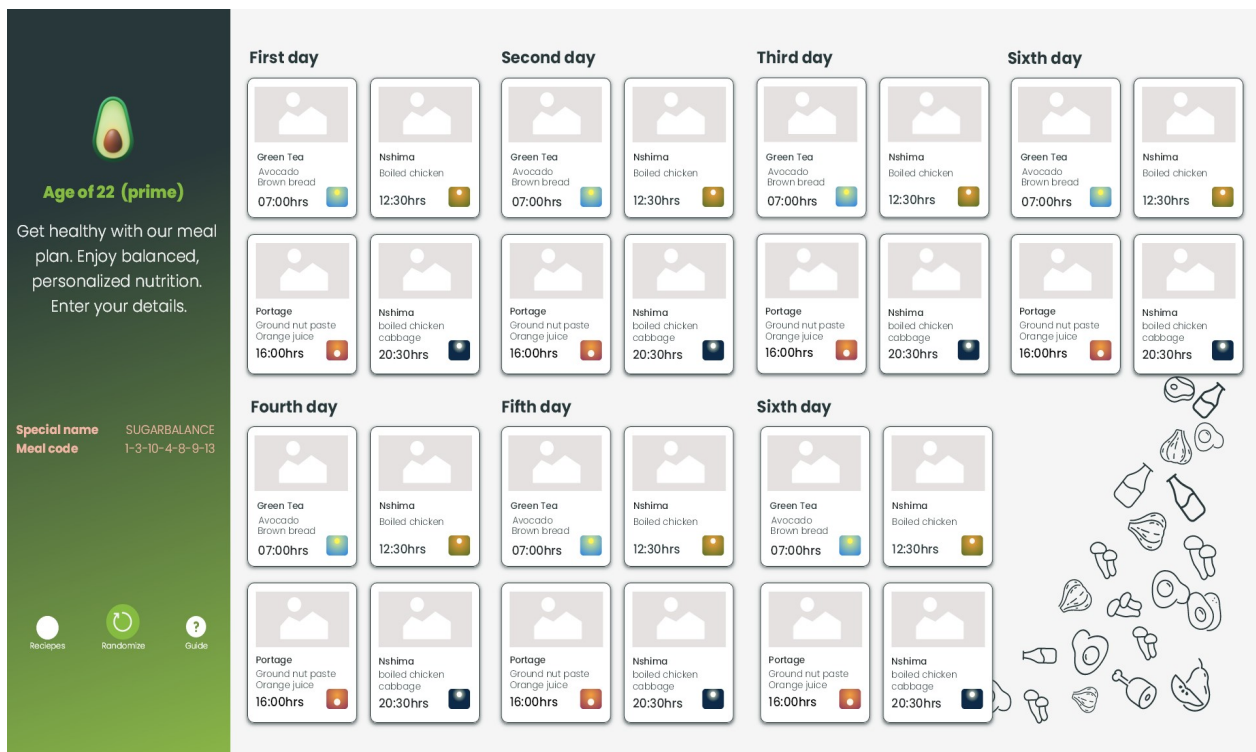 Age of 22 (prime)
Get healthy with our meal
plan. Enjoy balanced,
personalized nutrition.
Enter your details.
Special name SUGARBALANCE
Meal code 1-3-10-4-8-9-13
Reciepes
Randomize
?
Guide
First day
Green Tea
Avocado
Brown bread
07:00hrs
Nshima
Boiled chicken
12:30hrs
Portage
Ground nut paste
Orange juice
16:00hrs
Nshima
boiled chicken
cabbage
20:30hrs
Second day
Green Tea
Avocado
Brown bread
07:00hrs
Nshima
Boiled chicken
12:30hrs
Portage
Ground nut paste
Orange juice
16:00hrs
Nshima
boiled chicken
cabbage
20:30hrs
Third day
Green Tea
Avocado
Brown bread
07:00hrs
Nshima
Boiled chicken
12:30hrs
Portage
Ground nut paste
Orange juice
16:00hrs
Nshima
boiled chicken
cabbage
20:30hrs
Sixth day
Green Tea
Avocado
Brown bread
07:00hrs
Nshima
Boiled chicken
12:30hrs
Portage
Ground nut paste
Orange juice
16:00hrs
Nshima
boiled chicken
cabbage
20:30hrs
Fourth day
Green Tea
Avocado
Brown bread
07:00hrs
Nshima
Boiled chicken
12:30hrs
Portage
Ground nut paste
Orange juice
16:00hrs
Nshima
boiled chicken
cabbage
20:30hrs
Fifth day
Green Tea
Avocado
Brown bread
07:00hrs
Nshima
Boiled chicken
12:30hrs
Portage
Ground nut paste
Orange juice
16:00hrs
Nshima
boiled chicken
cabbage
20:30hrs
Sixth day
Green Tea
Avocado
Brown bread
07:00hrs
Nshima
Boiled chicken
12:30hrs
Portage
Ground nut paste
Orange juice
16:00hrs
Nshima
boiled chicken
cabbage
20:30hrs